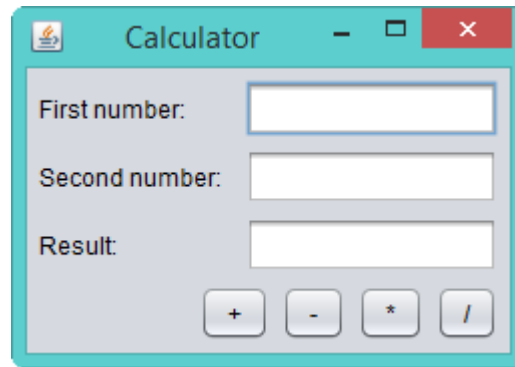 Calculator
First number:
Second number:
Result:
+ - * /